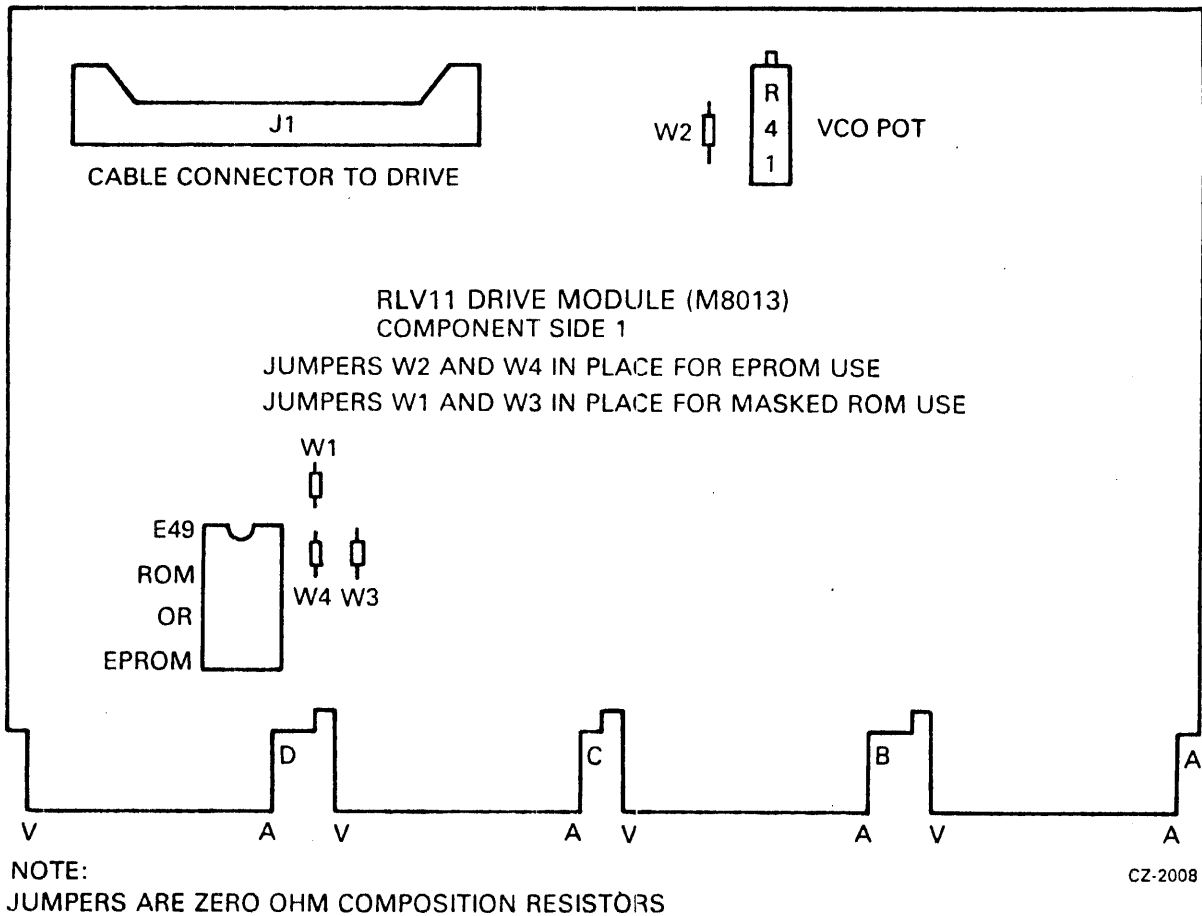 J1
CABLE CONNECTOR TO DRIVE
W2
R
4
1
VCO POT
RLV11 DRIVE MODULE (M8013)
COMPONENT SIDE 1
JUMPERS W2 AND W4 IN PLACE FOR EPROM USE
JUMPERS W1 AND W3 IN PLACE FOR MASKED ROM USE
W1
E49
ROM
OR
EPROM
W4 W3
D
C
B
A
V A V A V A V A
NOTE:
JUMPERS ARE ZERO OHM COMPOSITION RESISTORS
CZ-2008